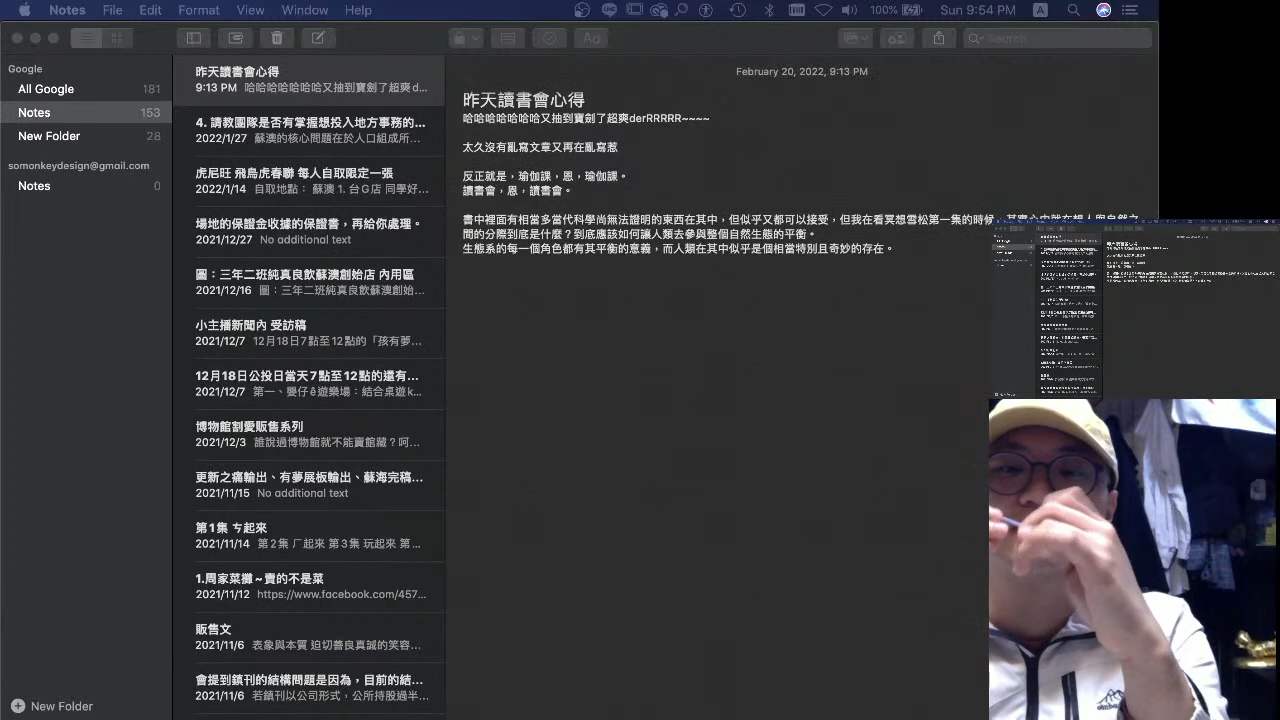 Notes File Edit Format View Window Help 100% Sun 9:54 PM A
Aa Search
Google
All Google 181
Notes 153
New Folder 28
somonkeydesign@gmail.com
Notes 0
New Folder
昨天讀書會心得
9:13 PM 哈哈哈哈哈哈哈又抽到寶劍了超爽d...
4. 請教團隊是否有掌握想投入地方事務的...
2022/1/27 蘇澳的核心問題在於人口組成所...
虎尼旺 飛鳥虎春聯 每人自取限定一張
2022/1/14 自取地點： 蘇澳 1. 台G店 同學好...
場地的保證金收據的保證書，再給你處理。
2021/12/27 No additional text
圖：三年二班純真按歡蘇澳創始店 內用區
2021/12/16 圖：三年二班純真按歡蘇澳創始...
小主播新聞內 受訪稿
2021/12/7 12月18日7點至12點的「孩有夢...
12月18日公投日當天7點至12點的還有...
2021/12/7 第一、嬰仔ê遊樂場：結合長遊k...
博物館割愛販售系列
2021/12/3 誰說過博物館就不能賣館藏？呵...
更新之痛輸出、有夢展板輸出、蘇海完稿...
2021/11/15 No additional text
第1集 ㄘ起來
2021/11/14 第2集 ㄏ起來 第3集 玩起來 第...
1.周家菜攤~賣的不是菜
2021/11/12 https://www.facebook.com/457...
販售文
2021/11/6 表象與本質 迫切善良真誠的笑容...
會提到鎮刊的結構問題是因為，目前的結...
2021/11/6 若鎮刊以公司形式，公所持股過半...
February 20, 2022, 9:13 PM
昨天讀書會心得
哈哈哈哈哈哈哈又抽到寶劍了超爽derRRRRR~~~~
太久沒有亂寫文章又再在亂寫惹
反正就是，瑜伽課，恩，瑜伽課。
讀書會，恩，讀書會。
書中裡面有相當多當代科學尚無法證明的東西在其中，但似乎又都可以接受，但我在看冥想雪松第一集的時候，其實心中就在想人與自然之
間的分際到底是什麼？到底應該如何讓人類去參與整個自然生態的平衡。
生態系的每一個角色都有其平衡的意義，而人類在其中似乎是個相當特別且奇妙的存在。